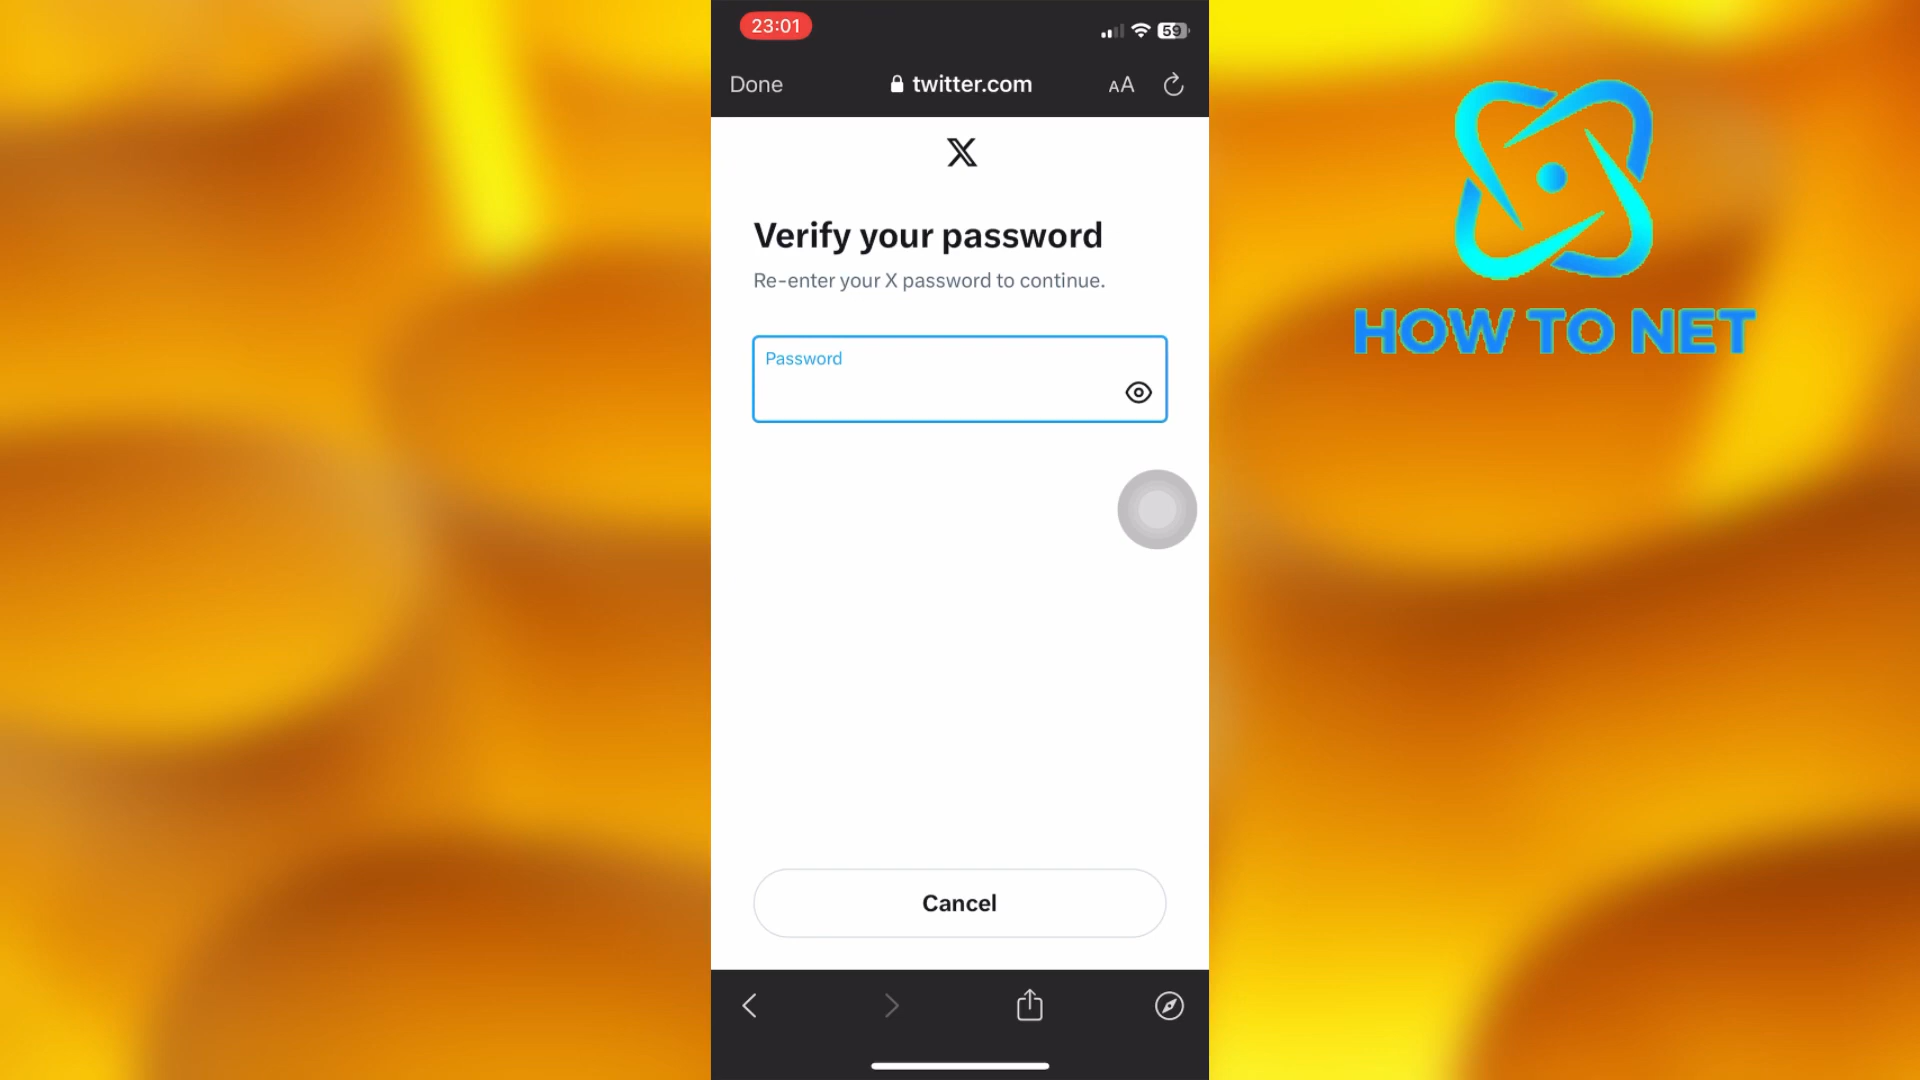 23:01
59
Done
twitter.com
AA
Verify your password
Re-enter your X password to continue.
Password
Cancel
HOW TO NET